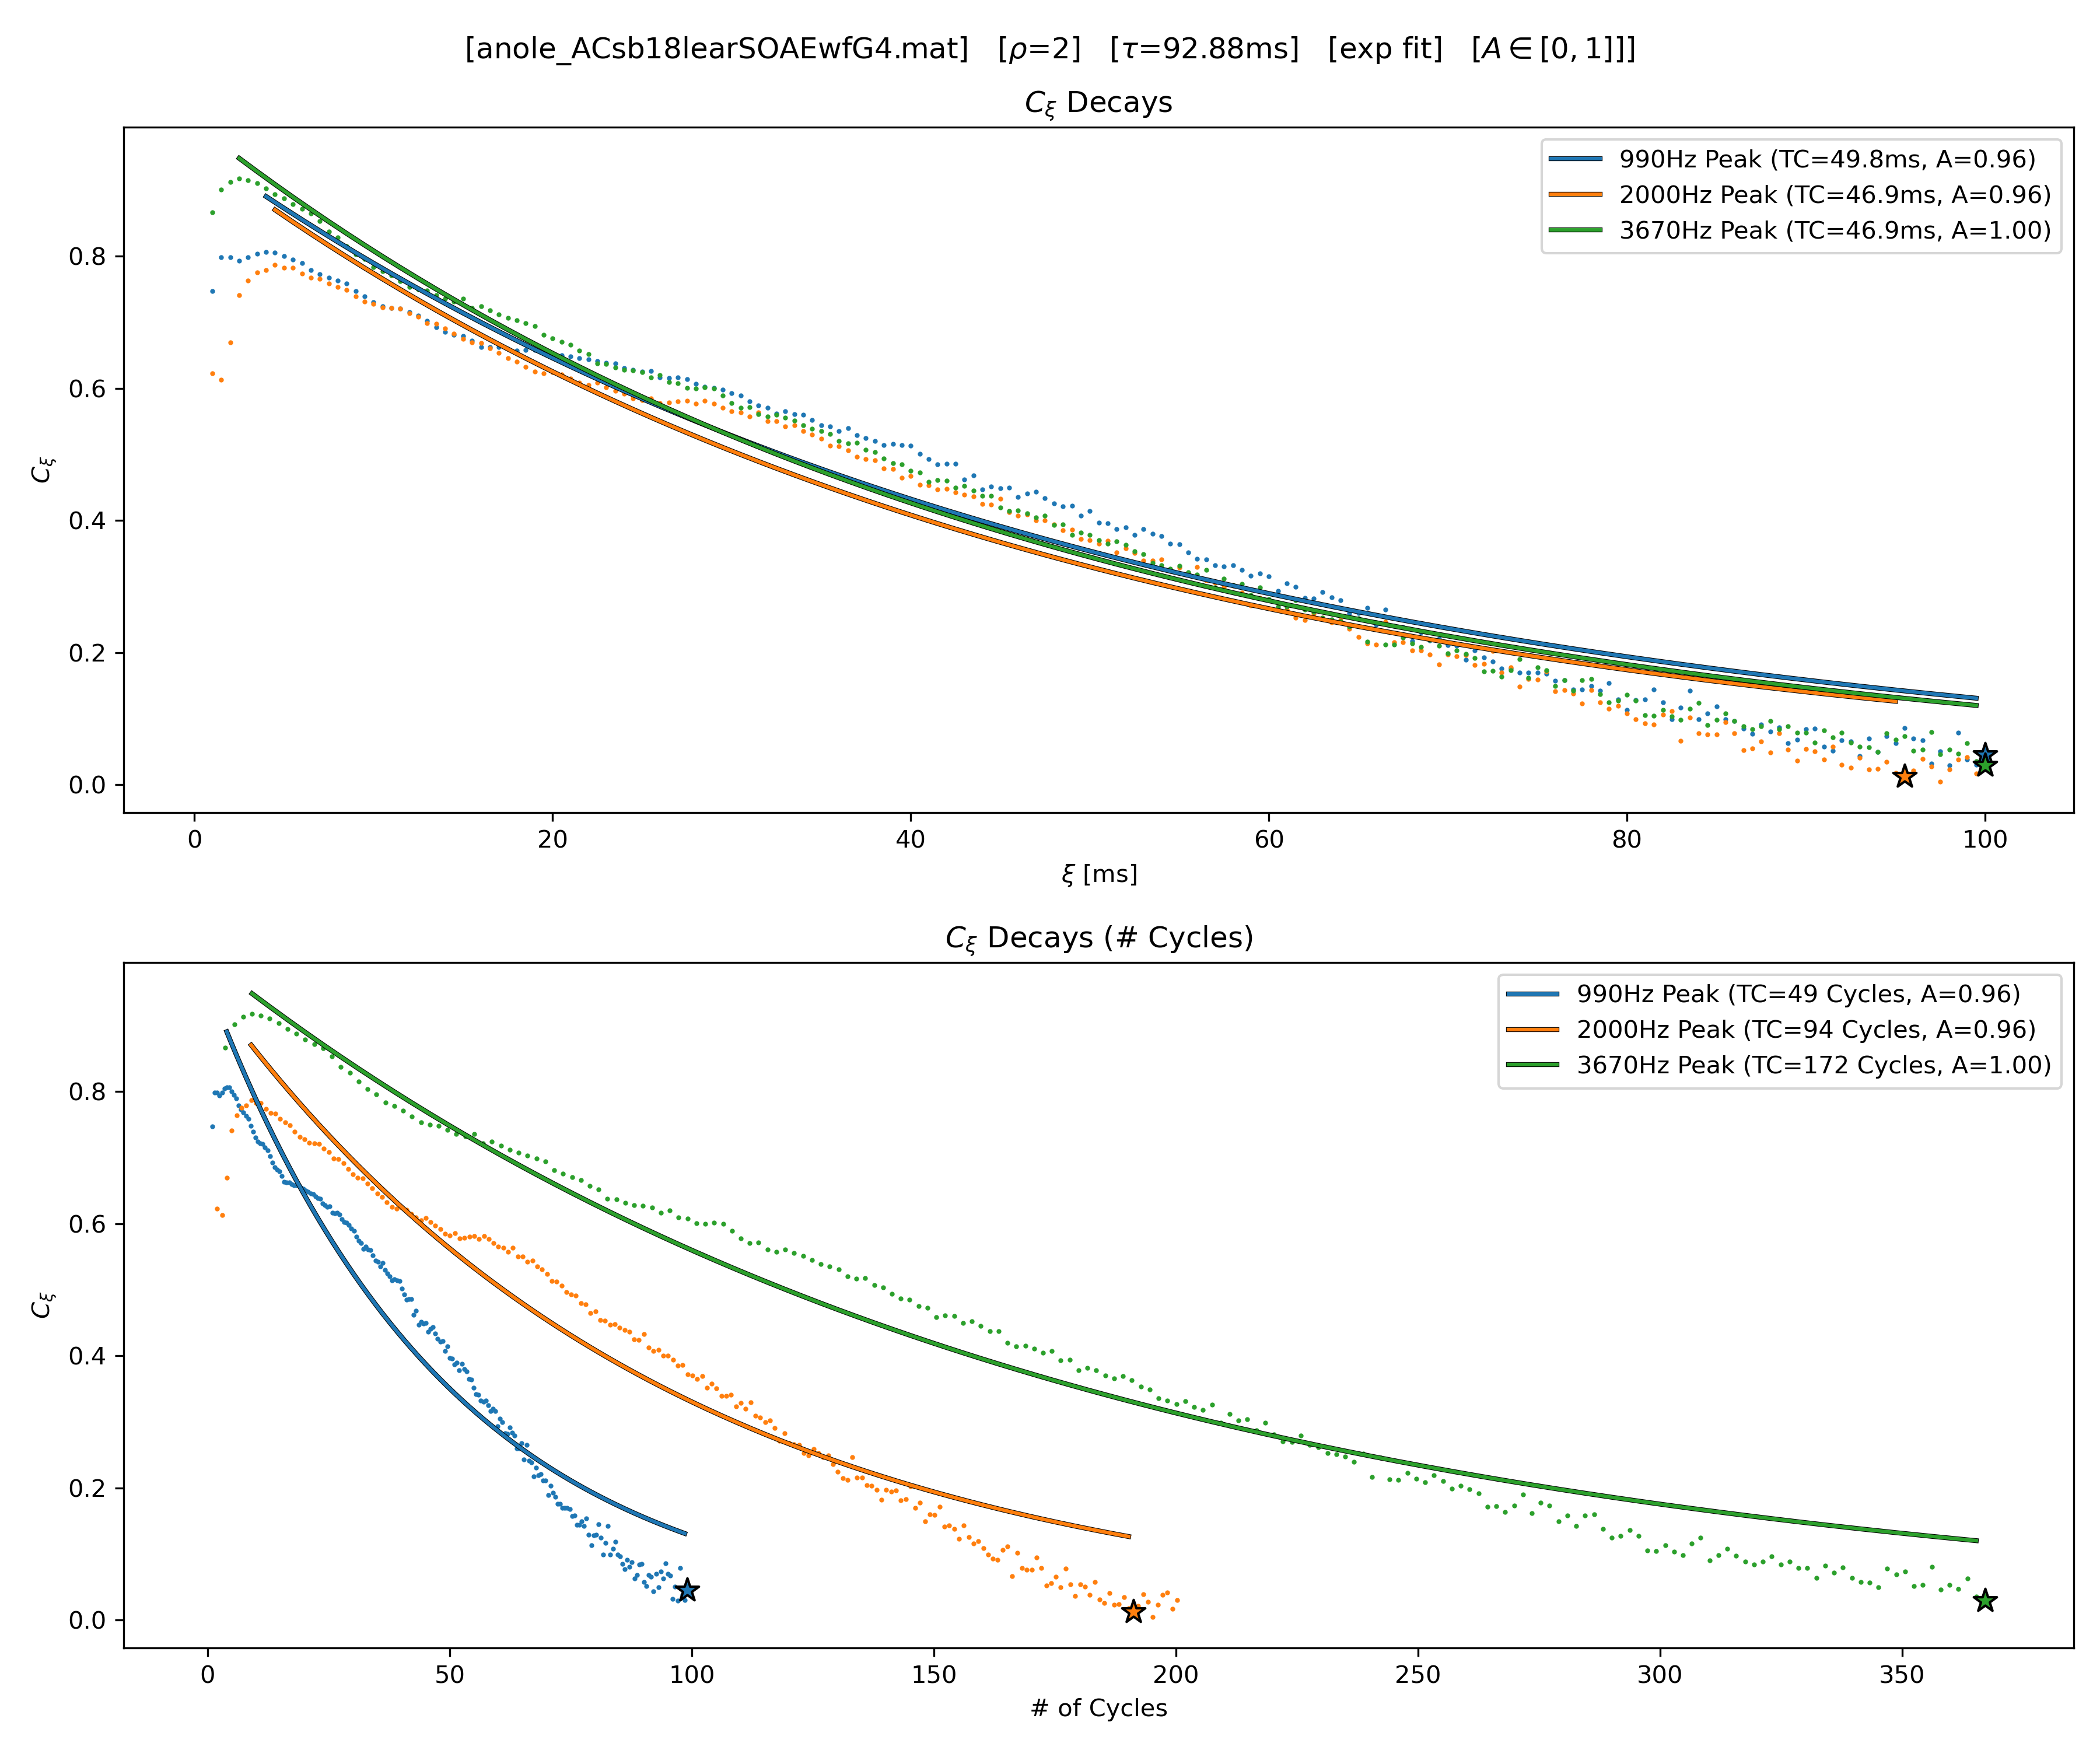 [anole_ACsb18learSOAEwfG4.mat] [ρ=2] [τ=92.88ms] [exp fit] [A ∈ [0, 1]]]
C_ξ Decays
990Hz Peak (TC=49.8ms, A=0.96)
2000Hz Peak (TC=46.9ms, A=0.96)
3670Hz Peak (TC=46.9ms, A=1.00)
C_ξ
0.8
0.6
0.4
0.2
0.0
0 20 40 60 80 100
ξ [ms]
C_ξ Decays (# Cycles)
990Hz Peak (TC=49 Cycles, A=0.96)
2000Hz Peak (TC=94 Cycles, A=0.96)
3670Hz Peak (TC=172 Cycles, A=1.00)
C_ξ
0.8
0.6
0.4
0.2
0.0
0 50 100 150 200 250 300 350
# of Cycles